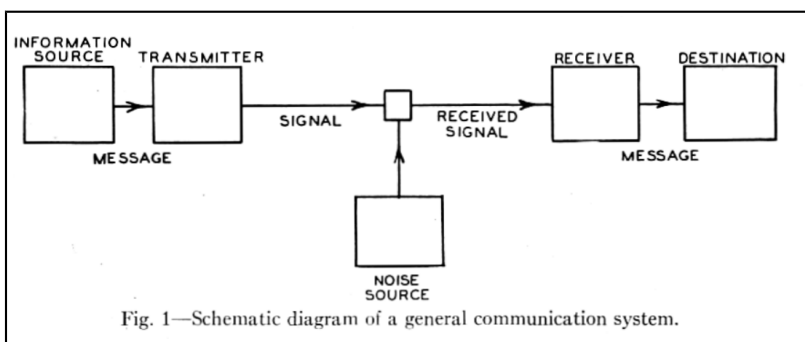 INFORMATION
SOURCE
TRANSMITTER
RECEIVER
DESTINATION
SIGNAL
RECEIVED
SIGNAL
MESSAGE
MESSAGE
NOISE
SOURCE
Fig. 1—Schematic diagram of a general communication system.